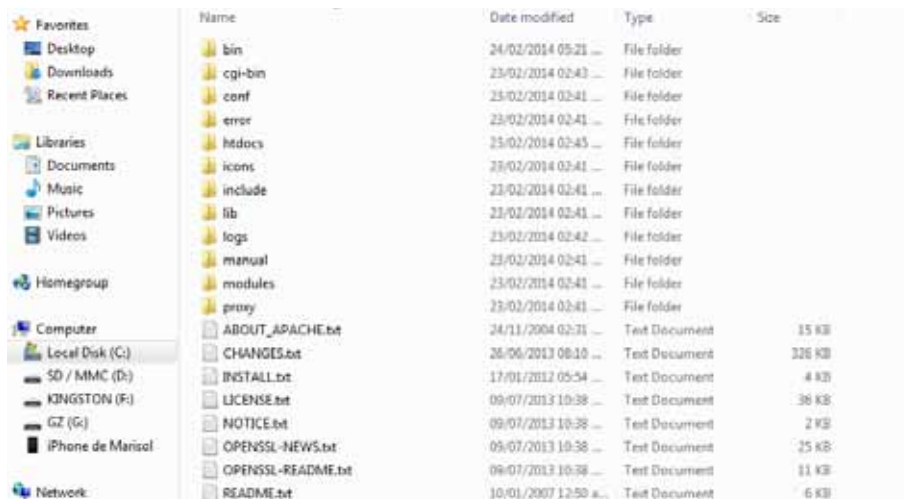 Name Date modified Type Size
Favorites
Desktop
Downloads
Recent Places
Libraries
Documents
Music
Pictures
Videos
Homegroup
Computer
Local Disk (C:)
SD / MMC (D:)
KINGSTON (F:)
GZ (G:)
iPhone de Marisol
Network
bin 24/02/2014 05:21 ... File folder
cgi-bin 23/02/2014 02:43 ... File folder
conf 23/02/2014 02:41 ... File folder
error 23/02/2014 02:41 ... File folder
htdocs 23/02/2014 02:45 ... File folder
icons 23/02/2014 02:41 ... File folder
include 23/02/2014 02:41 ... File folder
lib 23/02/2014 02:41 ... File folder
logs 23/02/2014 02:42 ... File folder
manual 23/02/2014 02:41 ... File folder
modules 23/02/2014 02:41 ... File folder
proxy 23/02/2014 02:41 ... File folder
ABOUT_APACHE.txt 24/11/2004 02:31 ... Text Document 15 KB
CHANGES.txt 26/06/2013 08:10 ... Text Document 326 KB
INSTALL.txt 17/01/2012 05:54 ... Text Document 4 KB
LICENSE.txt 09/07/2013 10:38 ... Text Document 36 KB
NOTICE.txt 09/07/2013 10:38 ... Text Document 2 KB
OPENSSL-NEWS.txt 09/07/2013 10:38 ... Text Document 25 KB
OPENSSL-README.txt 09/07/2013 10:38 ... Text Document 11 KB
README.txt 10/01/2007 12:50 a... Text Document 6 KB